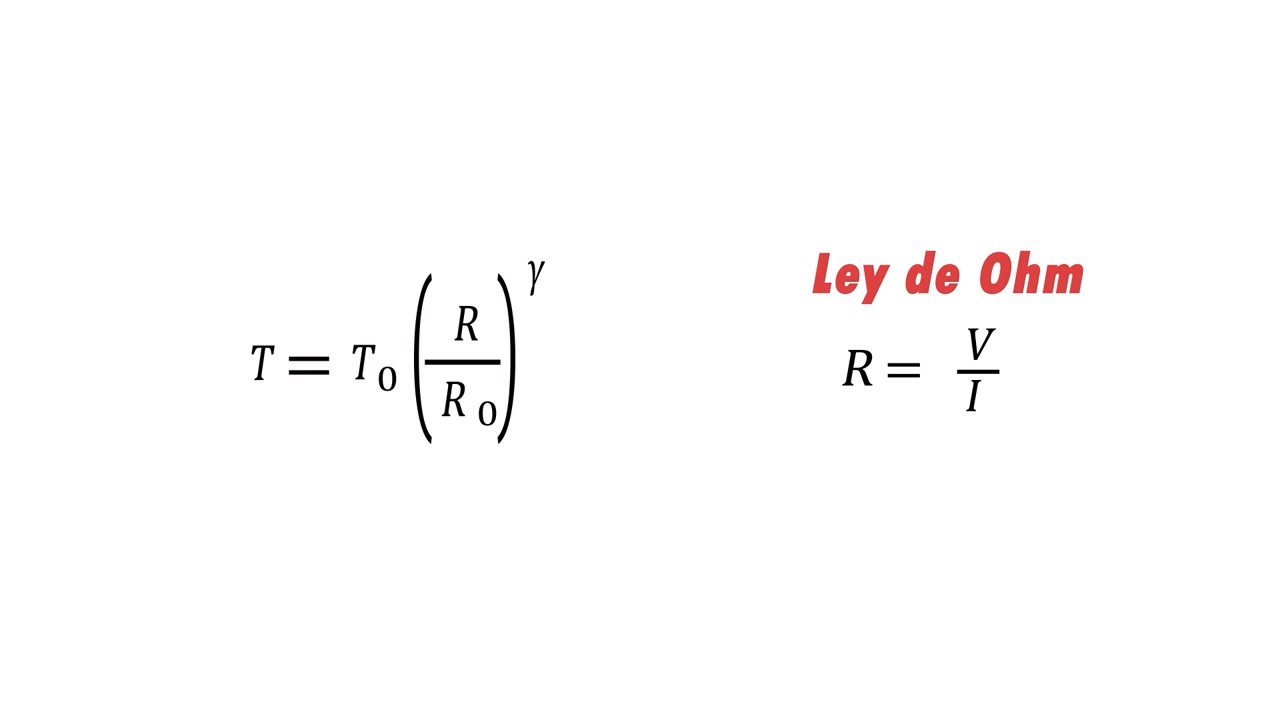 T = T₀ (R / R₀)^γ
Ley de Ohm
R = V / I